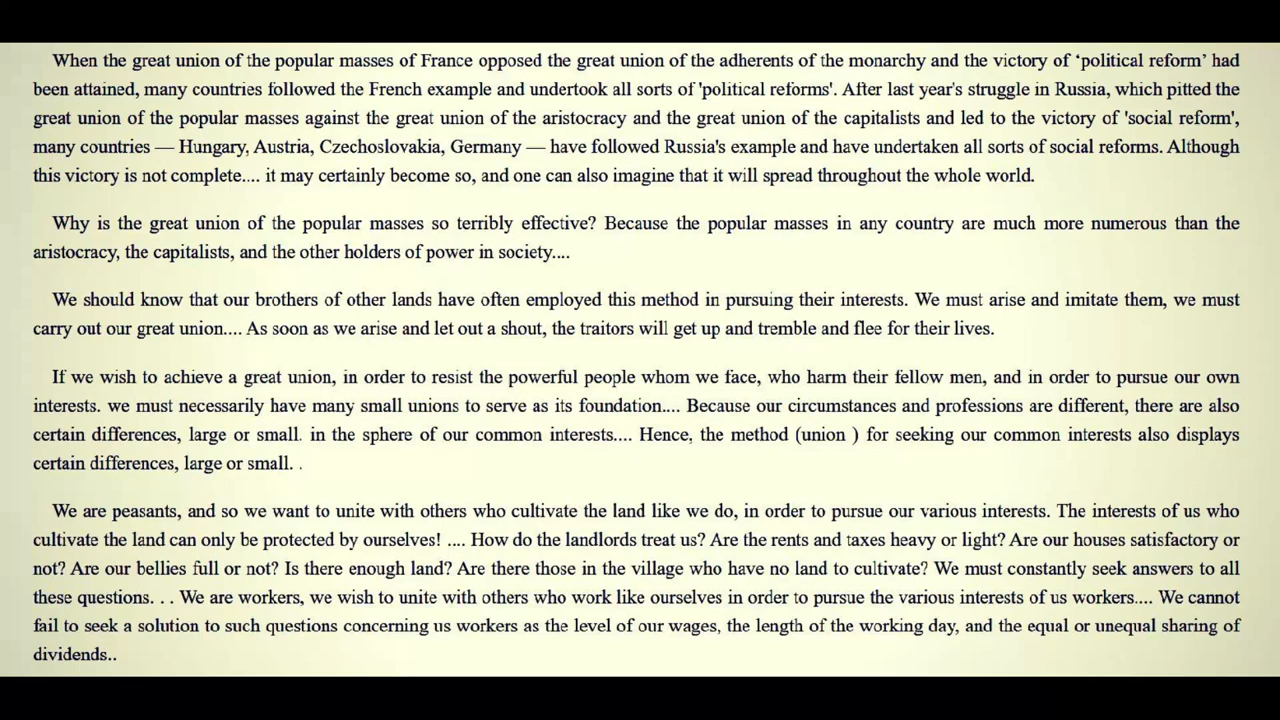 When the great union of the popular masses of France opposed the great union of the adherents of the monarchy and the victory of ‘political reform’ had
been attained, many countries followed the French example and undertook all sorts of 'political reforms'. After last year's struggle in Russia, which pitted the
great union of the popular masses against the great union of the aristocracy and the great union of the capitalists and led to the victory of 'social reform',
many countries — Hungary, Austria, Czechoslovakia, Germany — have followed Russia's example and have undertaken all sorts of social reforms. Although
this victory is not complete.... it may certainly become so, and one can also imagine that it will spread throughout the whole world.
Why is the great union of the popular masses so terribly effective? Because the popular masses in any country are much more numerous than the
aristocracy, the capitalists, and the other holders of power in society....
We should know that our brothers of other lands have often employed this method in pursuing their interests. We must arise and imitate them, we must
carry out our great union.... As soon as we arise and let out a shout, the traitors will get up and tremble and flee for their lives.
If we wish to achieve a great union, in order to resist the powerful people whom we face, who harm their fellow men, and in order to pursue our own
interests. we must necessarily have many small unions to serve as its foundation.... Because our circumstances and professions are different, there are also
certain differences, large or small. in the sphere of our common interests.... Hence, the method (union ) for seeking our common interests also displays
certain differences, large or small. .
We are peasants, and so we want to unite with others who cultivate the land like we do, in order to pursue our various interests. The interests of us who
cultivate the land can only be protected by ourselves! .... How do the landlords treat us? Are the rents and taxes heavy or light? Are our houses satisfactory or
not? Are our bellies full or not? Is there enough land? Are there those in the village who have no land to cultivate? We must constantly seek answers to all
these questions. . . We are workers, we wish to unite with others who work like ourselves in order to pursue the various interests of us workers.... We cannot
fail to seek a solution to such questions concerning us workers as the level of our wages, the length of the working day, and the equal or unequal sharing of
dividends..